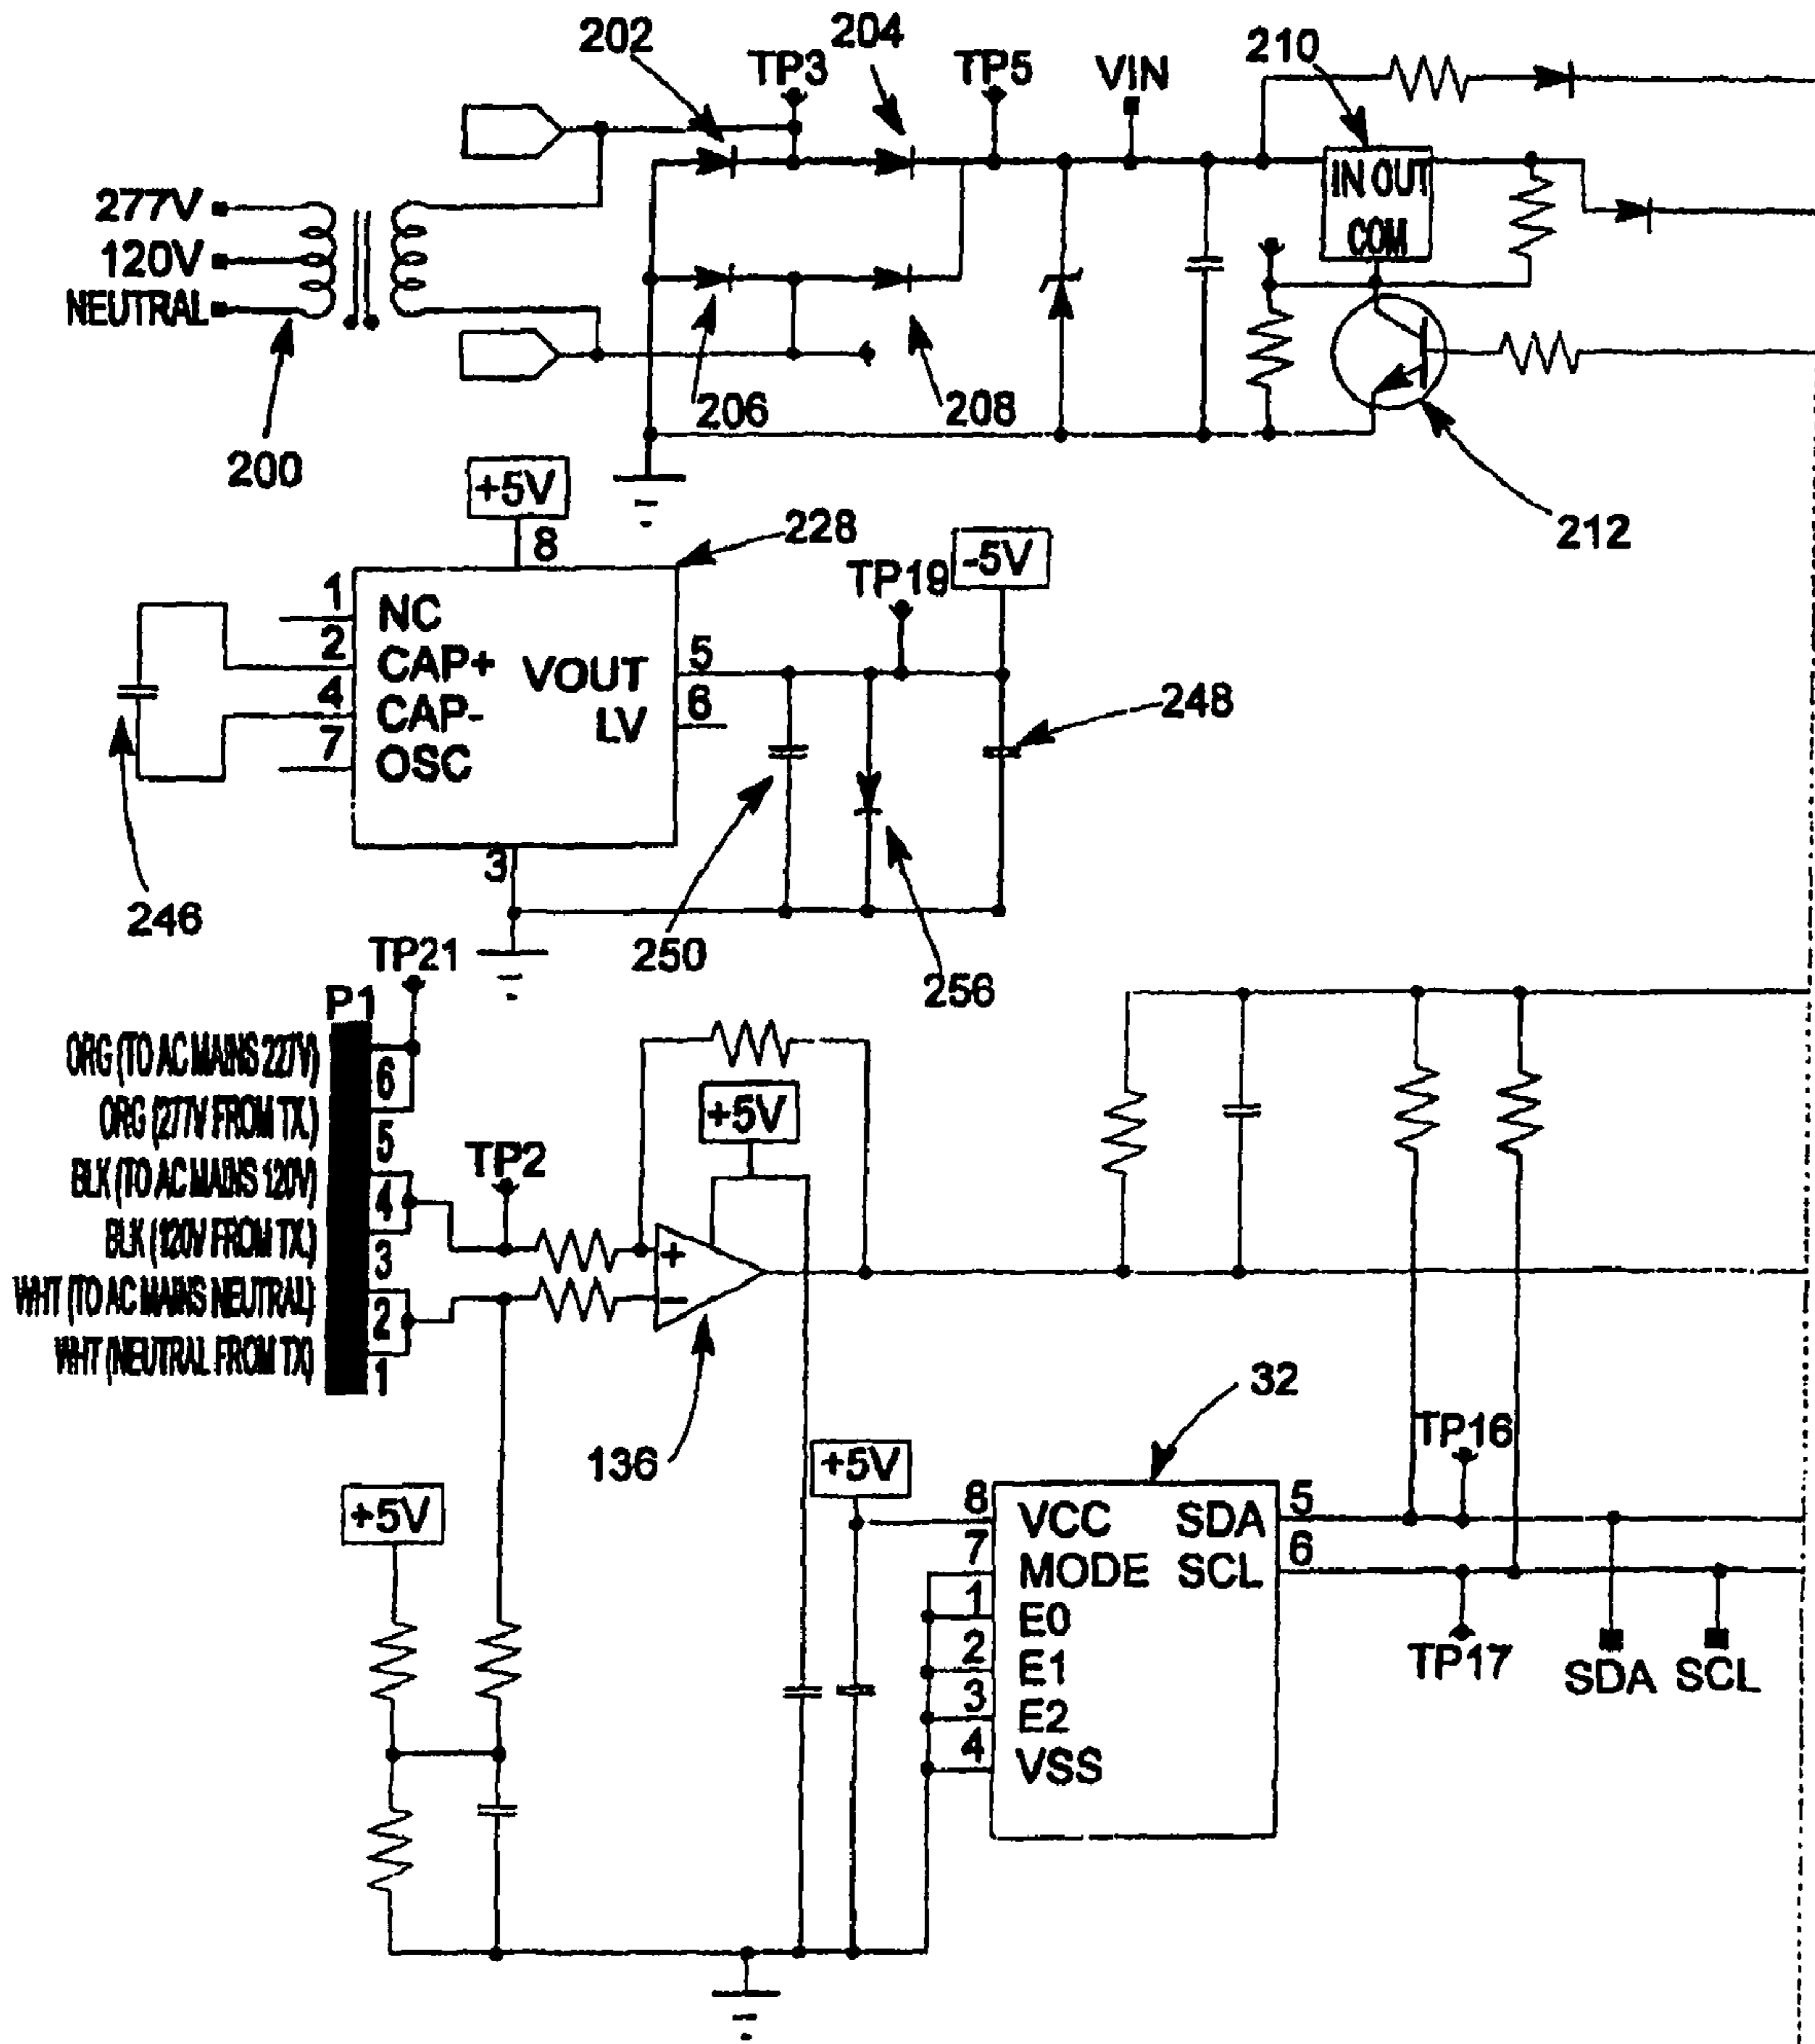 202
204
TP3
TP5
VIN
210
277V
120V
NEUTRAL
IN OUT
COM
200
206
208
212
+5V
8
228
TP19
-5V
1
NC
2
CAP+
VOUT
5
4
CAP-
LV
6
7
OSC
248
3
246
250
256
TP21
P1
ORG (TO AC MAINS 227V)
6
ORG (277V FROM TX.)
5
BLK (TO AC MAINS 120V)
4
BLK (120V FROM TX.)
3
WHT (TO AC MAINS NEUTRAL)
2
WHT (NEUTRAL FROM TX)
1
TP2
+5V
+
-
136
32
+5V
+5V
TP16
8
VCC
SDA
5
7
MODE
SCL
6
1
E0
2
E1
3
E2
4
VSS
TP17
SDA
SCL